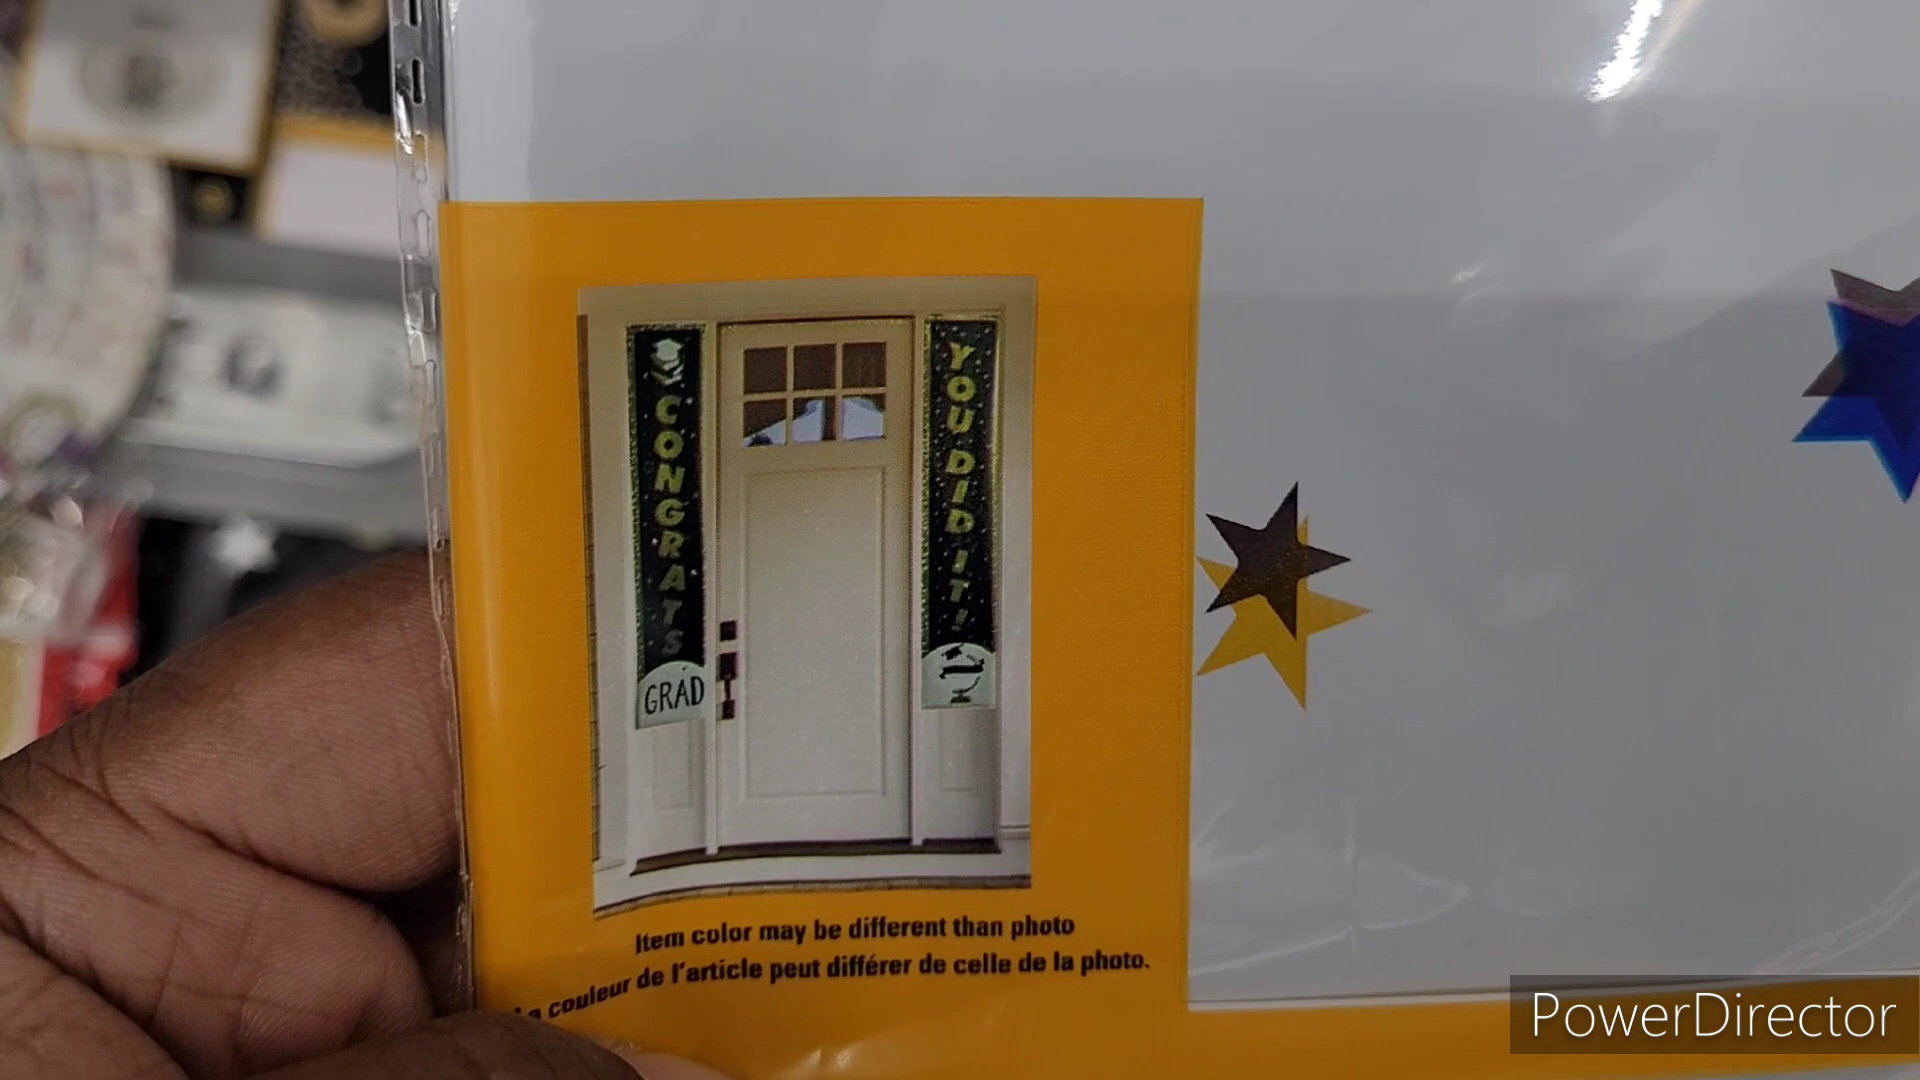 CONGRATS
GRAD
YOU DID IT!
Item color may be different than photo
La couleur de l'article peut différer de celle de la photo.
PowerDirector